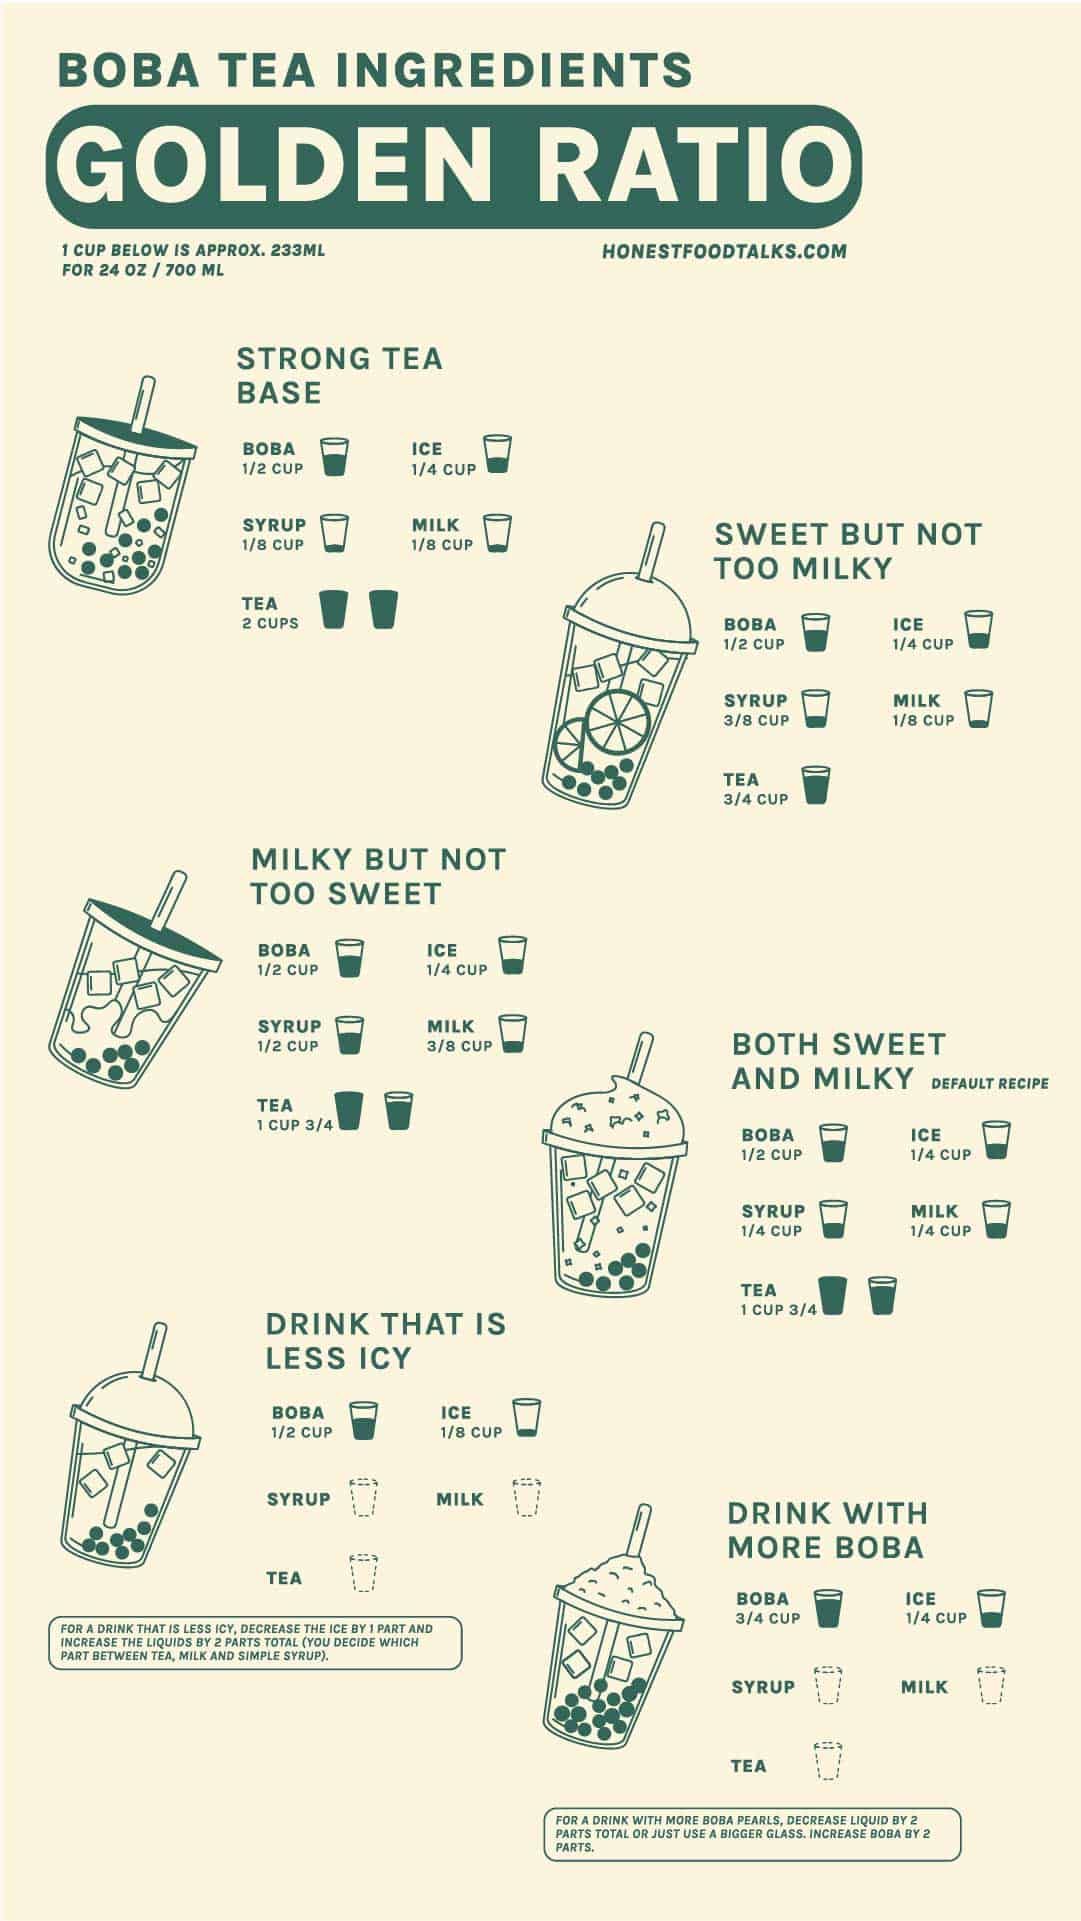 BOBA TEA INGREDIENTS
GOLDEN RATIO
1 CUP BELOW IS APPROX. 233ML
FOR 24 OZ / 700 ML
HONESTFOODTALKS.COM
STRONG TEA
BASE
BOBA
1/2 CUP
ICE
1/4 CUP
SYRUP
1/8 CUP
MILK
1/8 CUP
TEA
2 CUPS
SWEET BUT NOT
TOO MILKY
BOBA
1/2 CUP
ICE
1/4 CUP
SYRUP
3/8 CUP
MILK
1/8 CUP
TEA
3/4 CUP
MILKY BUT NOT
TOO SWEET
BOBA
1/2 CUP
ICE
1/4 CUP
SYRUP
1/2 CUP
MILK
3/8 CUP
TEA
1 CUP 3/4
BOTH SWEET
AND MILKY DEFAULT RECIPE
BOBA
1/2 CUP
ICE
1/4 CUP
SYRUP
1/4 CUP
MILK
1/4 CUP
TEA
1 CUP 3/4
DRINK THAT IS
LESS ICY
BOBA
1/2 CUP
ICE
1/8 CUP
SYRUP
MILK
TEA
FOR A DRINK THAT IS LESS ICY, DECREASE THE ICE BY 1 PART AND
INCREASE THE LIQUIDS BY 2 PARTS TOTAL (YOU DECIDE WHICH
PART BETWEEN TEA, MILK AND SIMPLE SYRUP).
DRINK WITH
MORE BOBA
BOBA
3/4 CUP
ICE
1/4 CUP
SYRUP
MILK
TEA
FOR A DRINK WITH MORE BOBA PEARLS, DECREASE LIQUID BY 2
PARTS TOTAL OR JUST USE A BIGGER GLASS. INCREASE BOBA BY 2
PARTS.